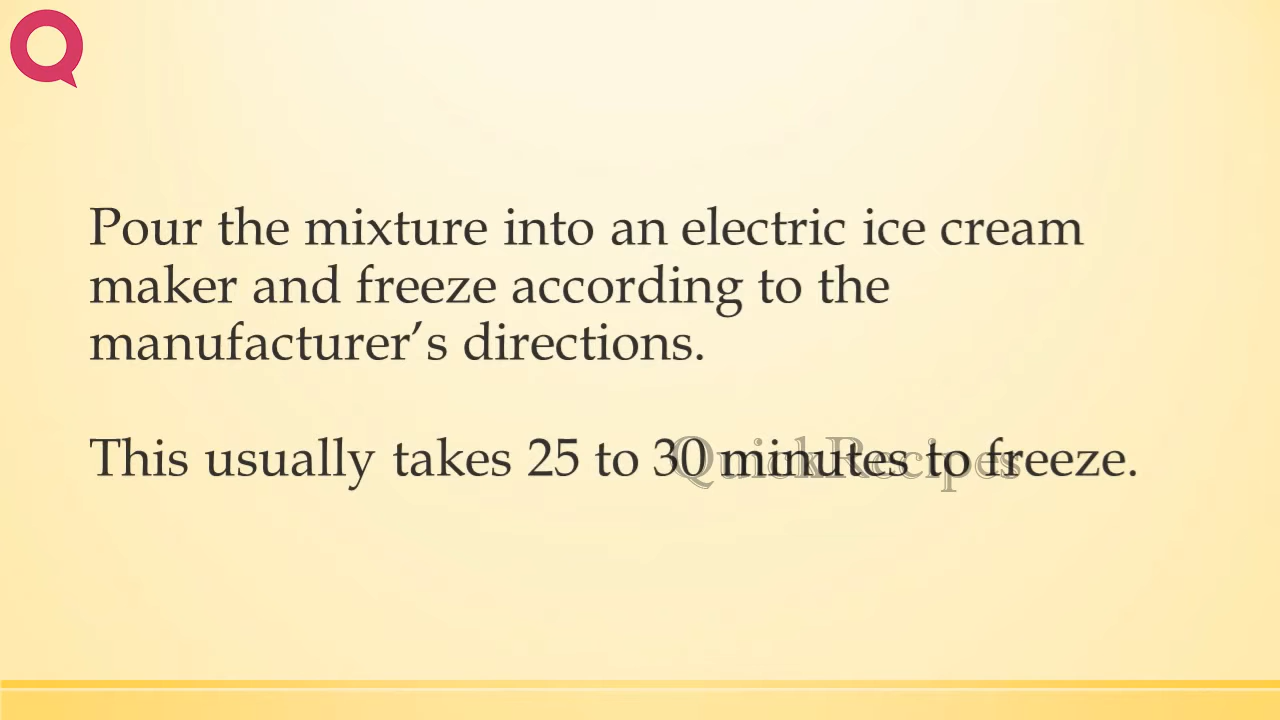 Pour the mixture into an electric ice cream
maker and freeze according to the
manufacturer’s directions.
This usually takes 25 to 30 minutes to freeze.
QuickRecipes